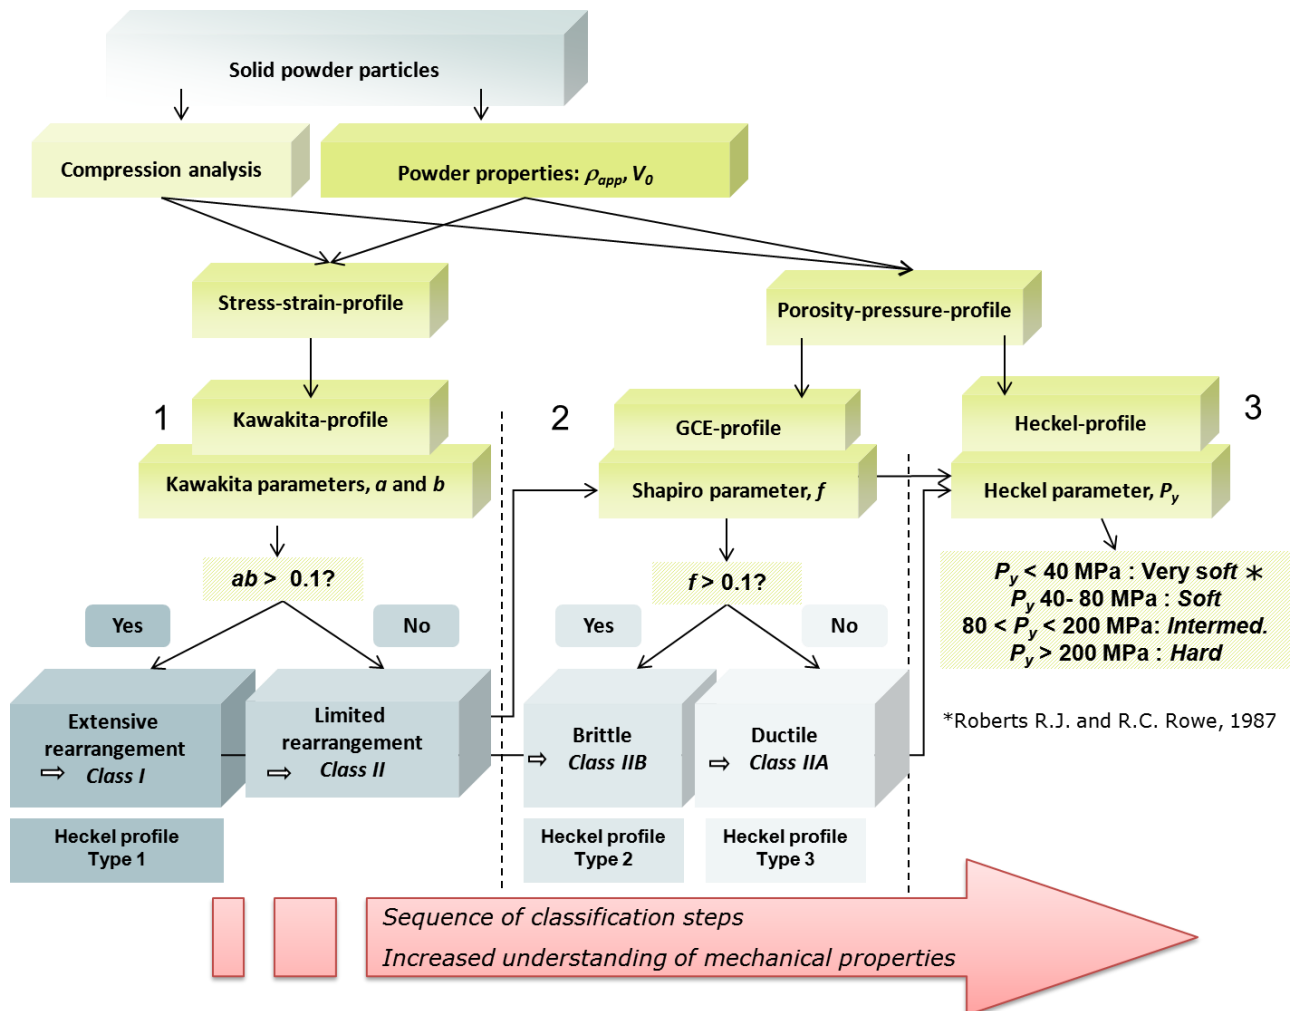 Solid powder particles
Compression analysis
Powder properties: ρapp, V0
Stress-strain-profile
Porosity-pressure-profile
1
Kawakita-profile
Kawakita parameters, a and b
2
GCE-profile
Shapiro parameter, f
3
Heckel-profile
Heckel parameter, Py
ab > 0.1?
Yes
No
f > 0.1?
Yes
No
Py < 40 MPa : Very soft *
Py 40- 80 MPa : Soft
80 < Py < 200 MPa: Intermed.
Py > 200 MPa : Hard
*Roberts R.J. and R.C. Rowe, 1987
Extensive
rearrangement
⇨ Class I
Limited
rearrangement
⇨ Class II
Brittle
⇨ Class IIB
Ductile
⇨ Class IIA
Heckel profile
Type 1
Heckel profile
Type 2
Heckel profile
Type 3
Sequence of classification steps
Increased understanding of mechanical properties